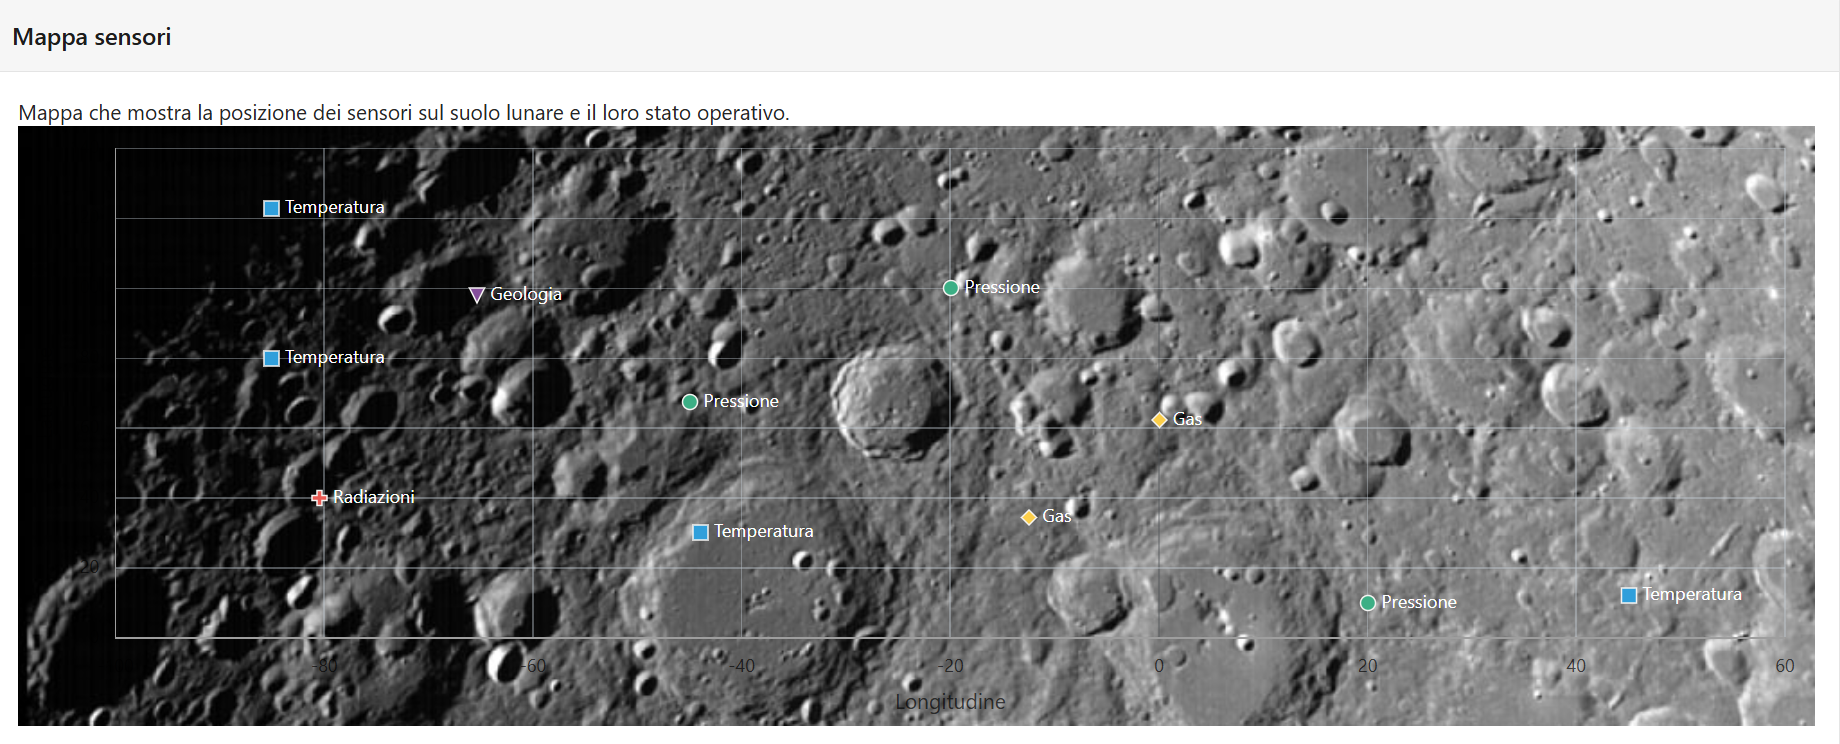 Mappa sensori
Mappa che mostra la posizione dei sensori sul suolo lunare e il loro stato operativo.
Temperatura
Pressione
Geologia
Temperatura
Pressione
Gas
Radiazioni
Gas
Temperatura
Temperatura
Pressione
-80 -60 -40 -20 0 20 40 60
Longitudine